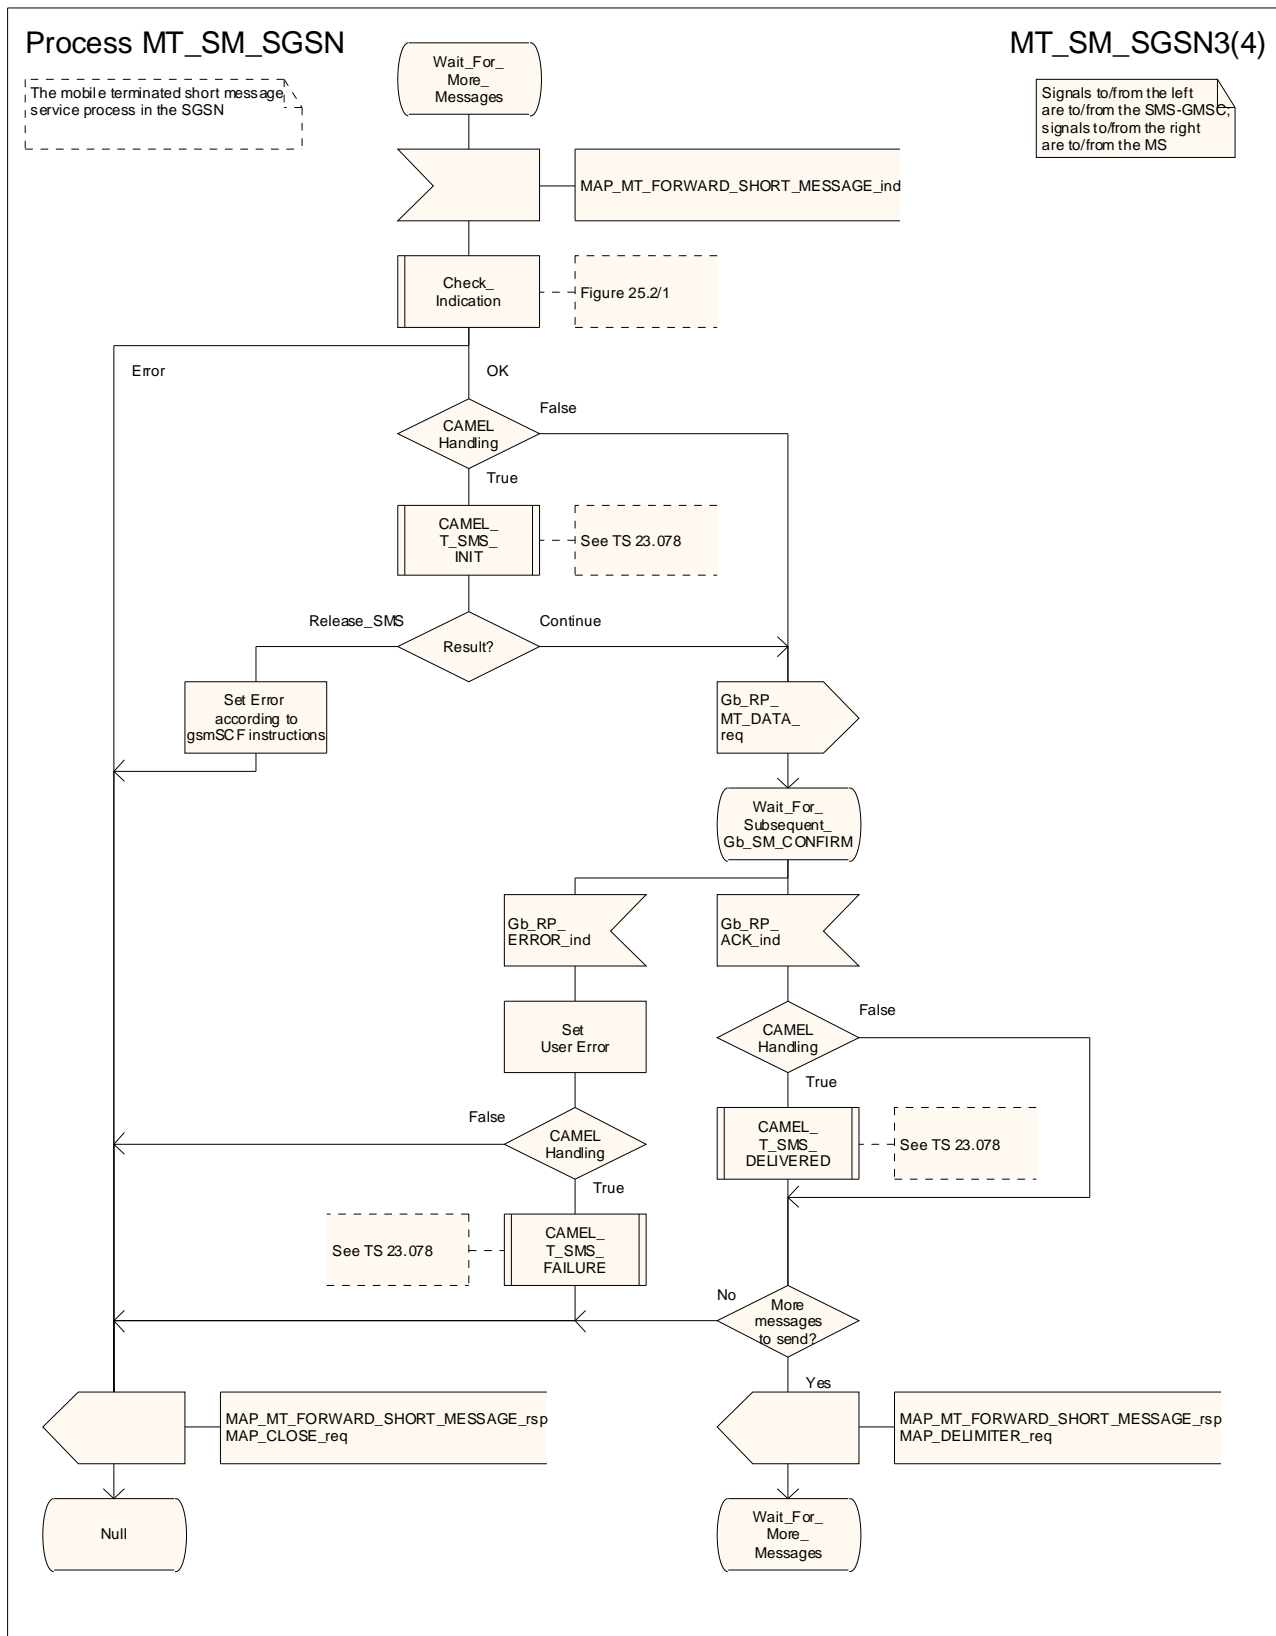 Process MT_SM_SGSN
MT_SM_SGSN3(4)
The mobile terminated short message
service process in the SGSN
Wait_For_
More_
Messages
Signals to/from the left
are to/from the SMS-GMSC;
signals to/from the right
are to/from the MS
MAP_MT_FORWARD_SHORT_MESSAGE_ind
Check_
Indication
Figure 25.2/1
Error
OK
CAMEL
Handling
False
True
CAMEL_
T_SMS_
INIT
See TS 23.078
Release_SMS
Result?
Continue
Set Error
according to
gsmSCF instructions
Gb_RP_
MT_DATA_
req
Wait_For_
Subsequent_
Gb_SM_CONFIRM
Gb_RP_
ERROR_ind
Gb_RP_
ACK_ind
Set
User Error
CAMEL
Handling
False
True
False
CAMEL
Handling
True
CAMEL_
T_SMS_
DELIVERED
See TS 23.078
See TS 23.078
CAMEL_
T_SMS_
FAILURE
No
More
messages
to send?
Yes
MAP_MT_FORWARD_SHORT_MESSAGE_rsp
MAP_CLOSE_req
MAP_MT_FORWARD_SHORT_MESSAGE_rsp
MAP_DELIMITER_req
Null
Wait_For_
More_
Messages